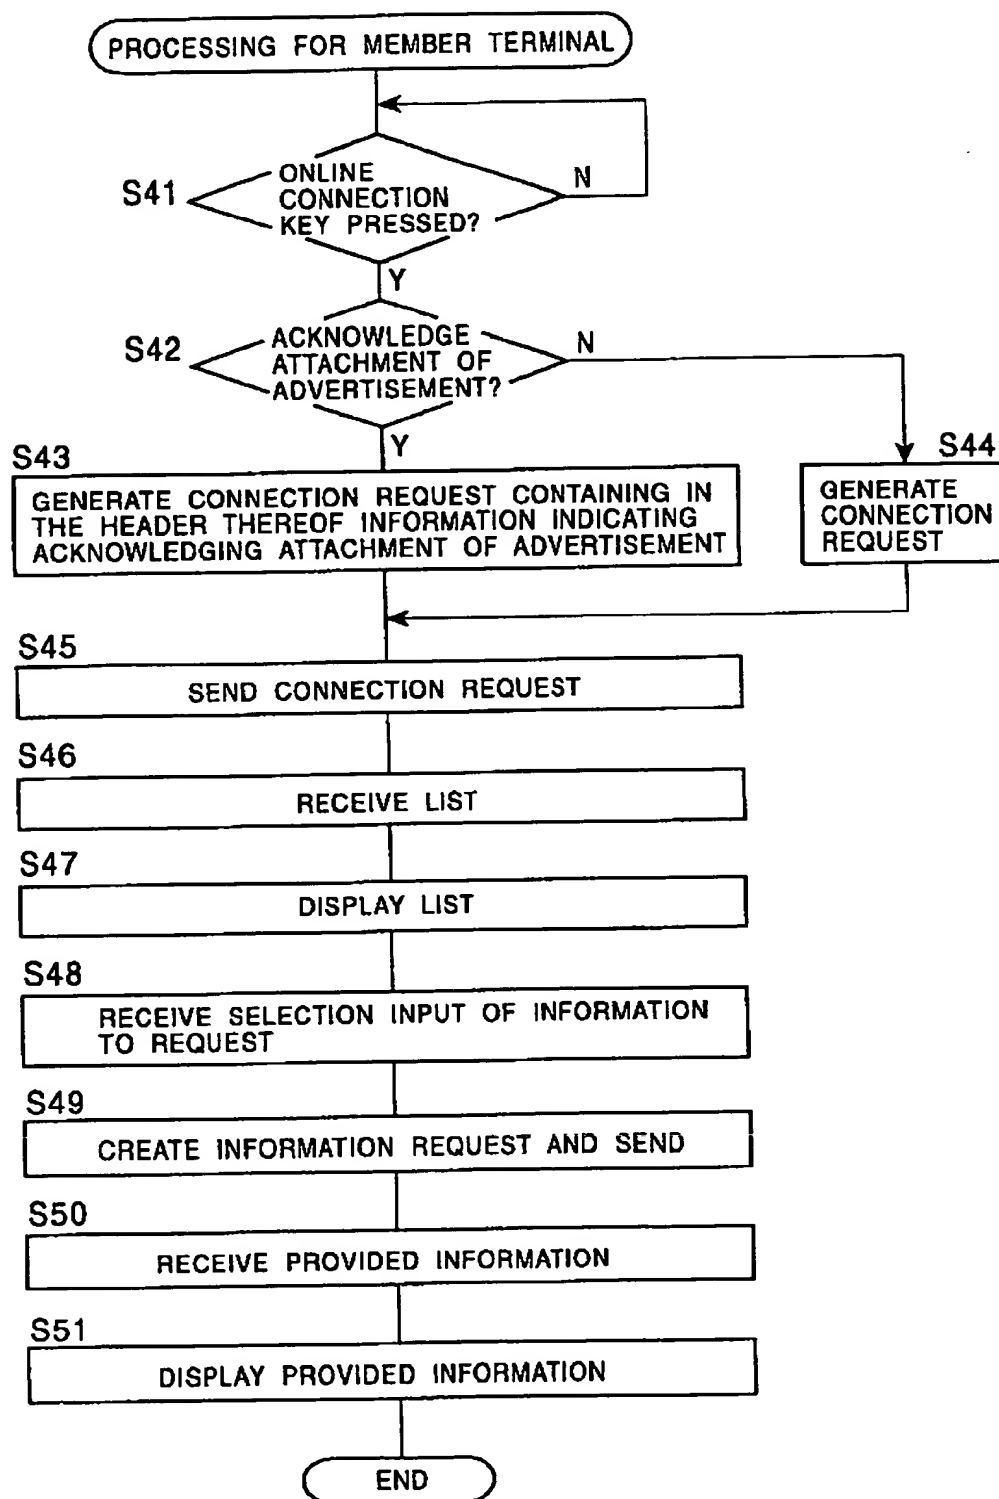 PROCESSING FOR MEMBER TERMINAL
S41
ONLINE
CONNECTION
KEY PRESSED?
N
Y
S42
ACKNOWLEDGE
ATTACHMENT OF
ADVERTISEMENT?
N
Y
S43
GENERATE CONNECTION REQUEST CONTAINING IN
THE HEADER THEREOF INFORMATION INDICATING
ACKNOWLEDGING ATTACHMENT OF ADVERTISEMENT
S44
GENERATE
CONNECTION
REQUEST
S45
SEND CONNECTION REQUEST
S46
RECEIVE LIST
S47
DISPLAY LIST
S48
RECEIVE SELECTION INPUT OF INFORMATION
TO REQUEST
S49
CREATE INFORMATION REQUEST AND SEND
S50
RECEIVE PROVIDED INFORMATION
S51
DISPLAY PROVIDED INFORMATION
END